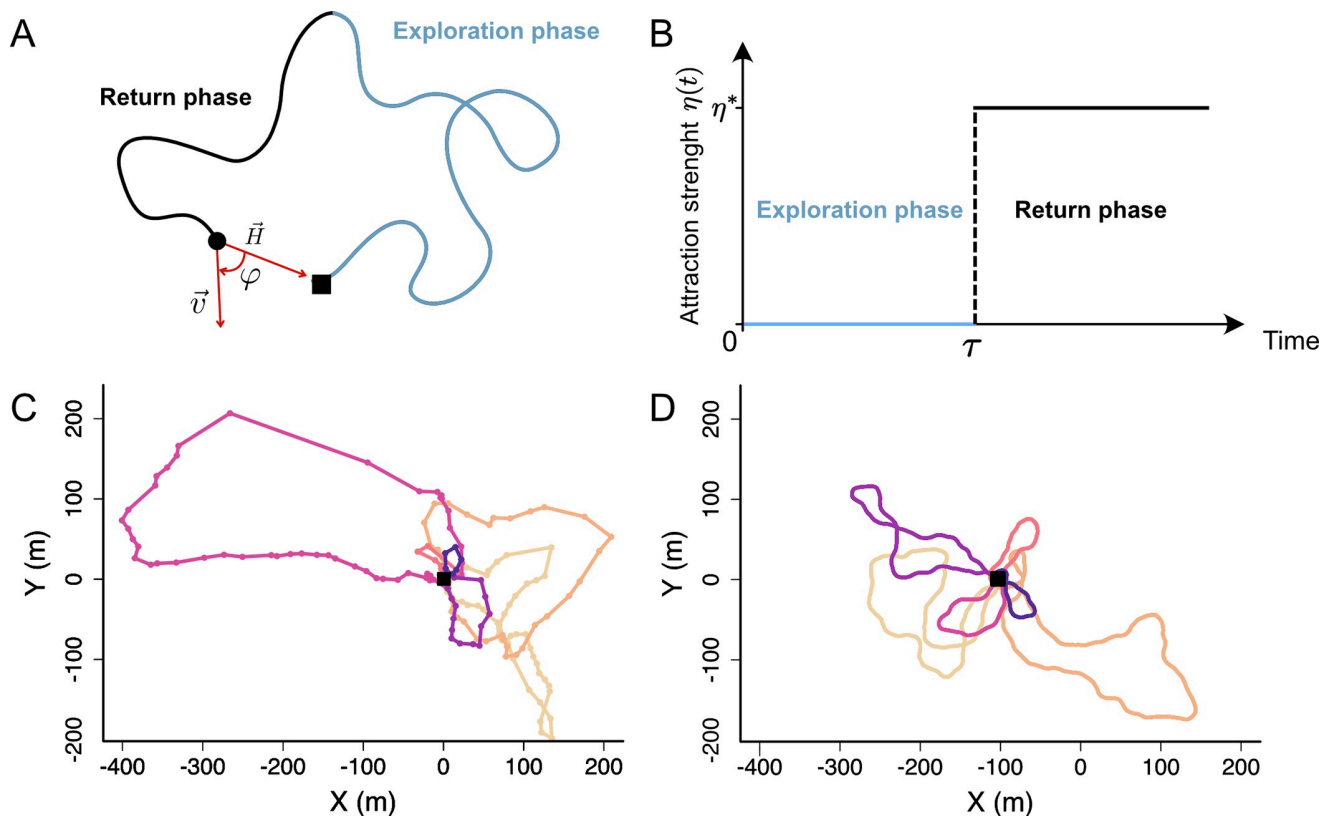 A
Exploration phase
Return phase
H⃗
φ
v⃗
B
Attraction strenght η(t)
η*
Exploration phase
Return phase
0
τ
Time
C
200
100
0
-100
-200
Y (m)
-400
-300
-200
-100
0
100
200
X (m)
D
200
100
0
-100
-200
Y (m)
-400
-300
-200
-100
0
100
200
X (m)